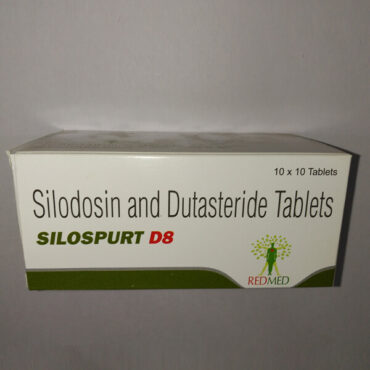 10 x 10 Tablets
Silodosin and Dutasteride Tablets
SILOSPURT D8
REDMED